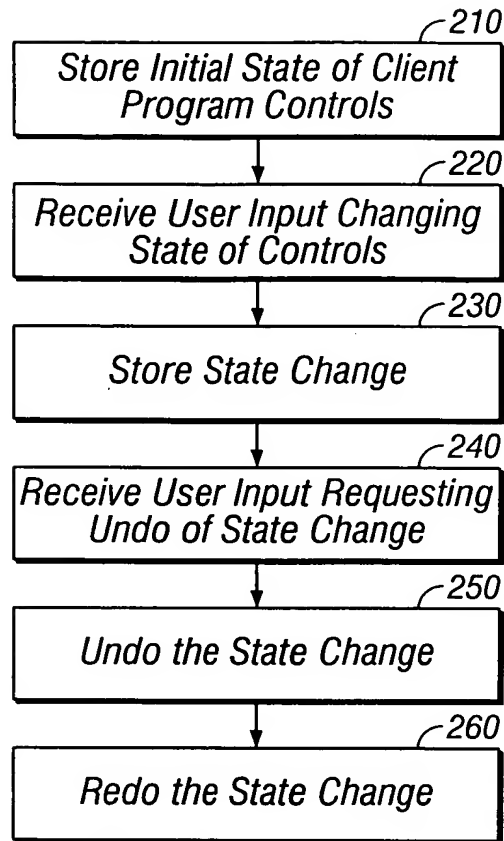 210
Store Initial State of Client
Program Controls
220
Receive User Input Changing
State of Controls
230
Store State Change
240
Receive User Input Requesting
Undo of State Change
250
Undo the State Change
260
Redo the State Change